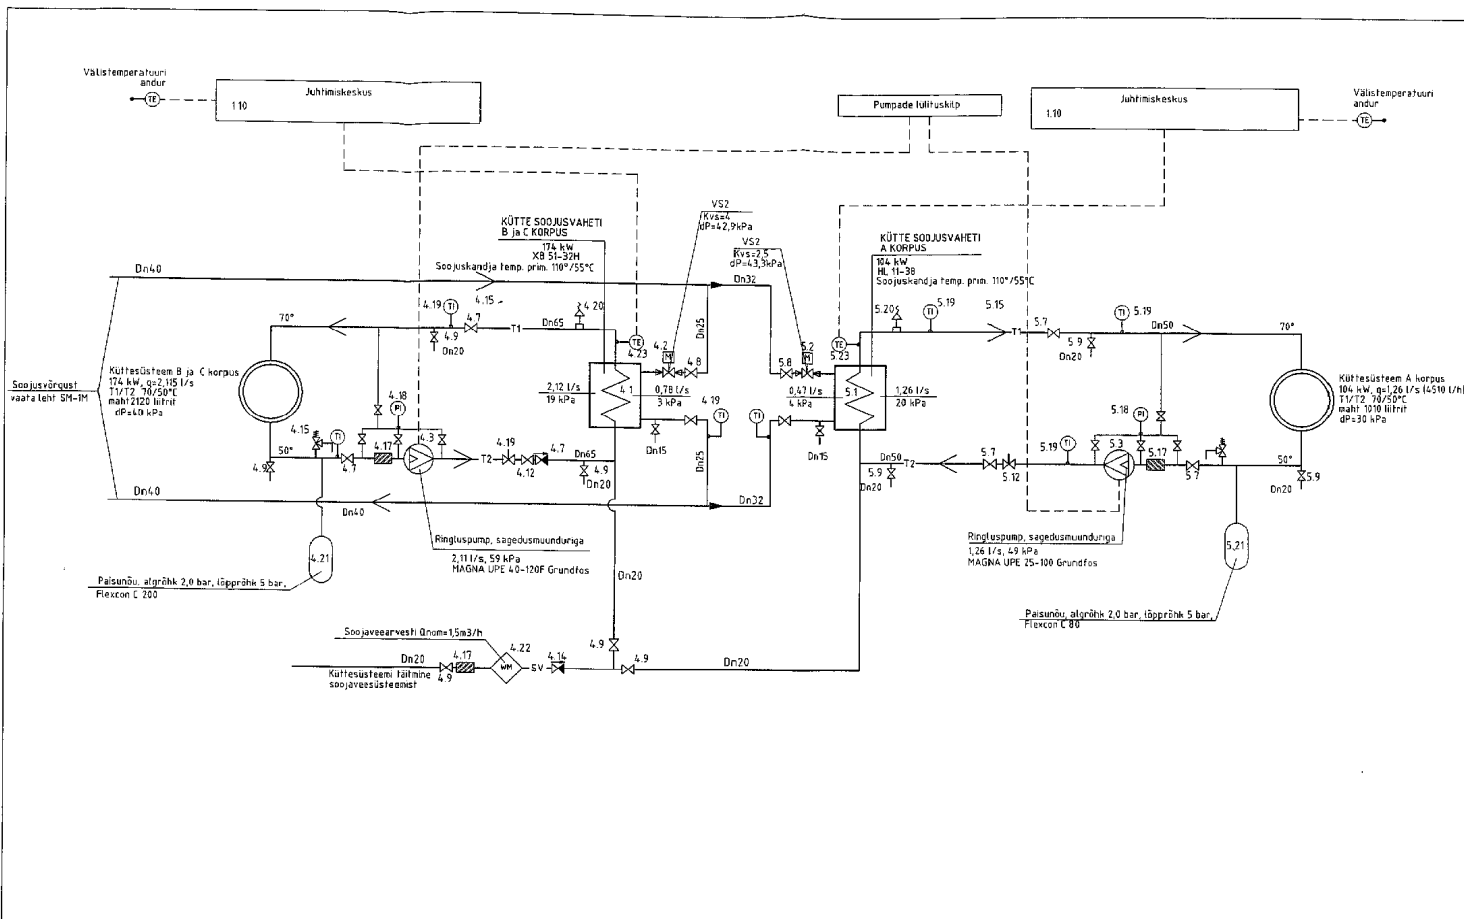 Välistemperatuuri
andur
TE
Juhtimiskeskus
1.10
Pumpade lülituskilp
Juhtimiskeskus
1.10
Välistemperatuuri
andur
TE
VS2
Kvs=4
dP=42,9kPa
VS2
Kvs=2,5
dP=43,3kPa
KÜTTE SOOJUSVAHETI
B ja C KORPUS
174 kW
XB 51-32H
Soojuskandja temp. prim. 110°/55°C
KÜTTE SOOJUSVAHETI
A KORPUS
104 kW
HL 11-38
Soojuskandja temp. prim. 110°/55°C
Dn40
Dn32
4.19
TI
4.15
4.7
4.20
70°
4.9
Dn20
T1
Dn65
TE
4.23
4.2
M
4.8
Dn25
5.8
5.2
M
TE
5.23
5.20
TI
5.19
5.15
T1
5.7
TI
5.19
5.9
Dn20
Dn50
70°
Soojusvõrgust
vaata leht SM-1M
Küttesüsteem B ja C korpus
174 kW, q=2,115 l/s
T1/T2 70/50°C
maht 2120 liitrit
dP=40 kPa
2,12 l/s
19 kPa
4.1
0,78 l/s
3 kPa
0,47 l/s
4 kPa
5.1
1,26 l/s
20 kPa
Küttesüsteem A korpus
104 kW, q=1,26 l/s (4510 l/h)
T1/T2 70/50°C
maht 1010 liitrit
dP=30 kPa
4.18
PI
4.15
TI
50°
4.9
4.7
4.17
4.3
T2
4.19
4.12
4.7
Dn65
4.9
Dn20
Dn15
4.19
TI
Dn25
TI
Dn15
Dn50
T2
5.9
Dn20
5.7
5.12
5.19
TI
5.18
PI
5.3
5.17
5.7
50°
Dn20
5.9
Dn40
Dn40
Dn32
4.21
Ringluspump, sagedusmuunduriga
2,11 l/s, 59 kPa
MAGNA UPE 40-120F Grundfos
Ringluspump, sagedusmuunduriga
1,26 l/s, 49 kPa
MAGNA UPE 25-100 Grundfos
5.21
Paisunõu, algrõhk 2,0 bar, lõpprõhk 5 bar,
Flexcon C 200
Dn20
Paisunõu, algrõhk 2,0 bar, lõpprõhk 5 bar,
Flexcon C 80
Soojaveearvesti Qnom=1,5m3/h
4.22
4.14
4.9
Dn20
4.17
4.9
WM
SV
4.9
Dn20
Küttesüsteemi täitmine
soojaveesüsteemist